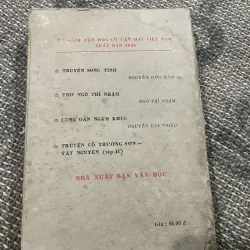 TỦ SÁCH VĂN HỌC CỔ CẬN ĐẠI VIỆT NAM
XUẤT BẢN
☆ TRUYỆN SONG TINH
NGUYỄN HỮU HÀO
☆ THƠ NGÔ THÌ NHẬM
NGÔ THÌ NHẬM
☆ CUNG OÁN NGÂM KHÚC
NGUYỄN GIA THIỀU
☆ TRUYỆN CỔ TRƯỜNG SƠN —
TÂY NGUYÊN (tập II)
NHÀ XUẤT BẢN VĂN HỌC
Giá :